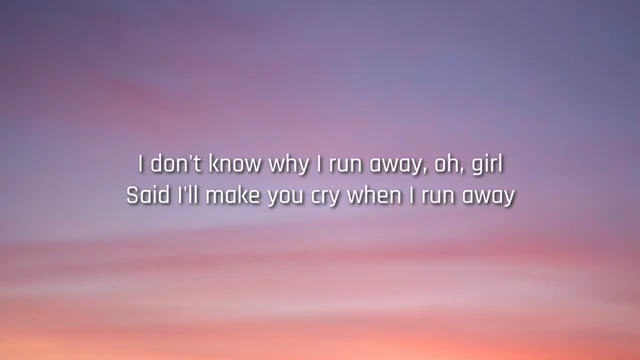 I don't know why I run away, oh, girl
Said I'll make you cry when I run away